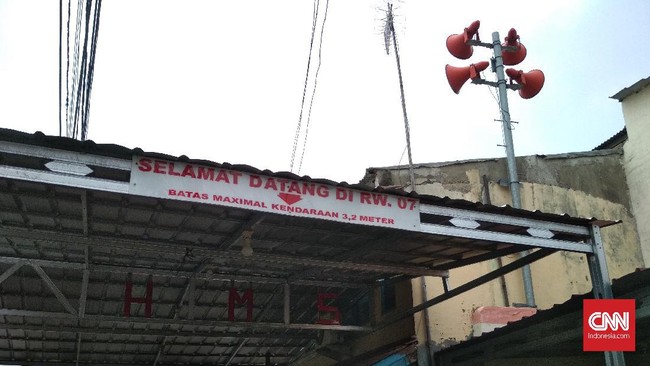 SELAMAT DATANG DI RW. 07
BATAS MAXIMAL KENDARAAN 3,2 METER
H M S
CNN
Indonesia.com